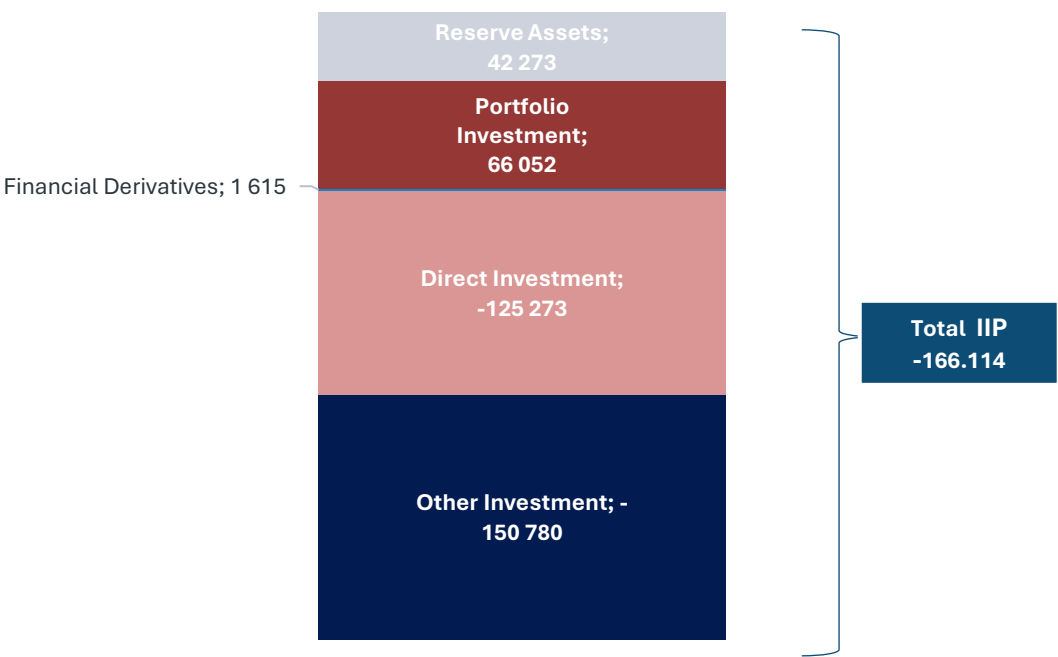 Reserve Assets;
42 273
Portfolio
Investment;
66 052
Financial Derivatives; 1 615
Direct Investment;
-125 273
Total IIP
-166.114
Other Investment; -
150 780